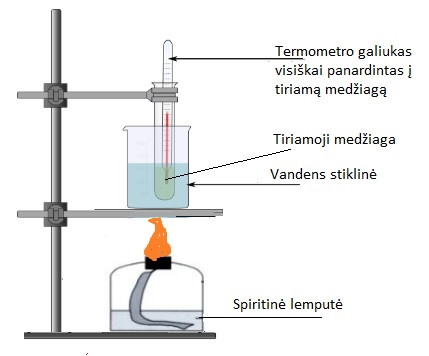 Termometro galiukas
visiškai panardintas į
tiriamą medžiagą
Tiriamoji medžiaga
Vandens stiklinė
Spiritinė lemputė